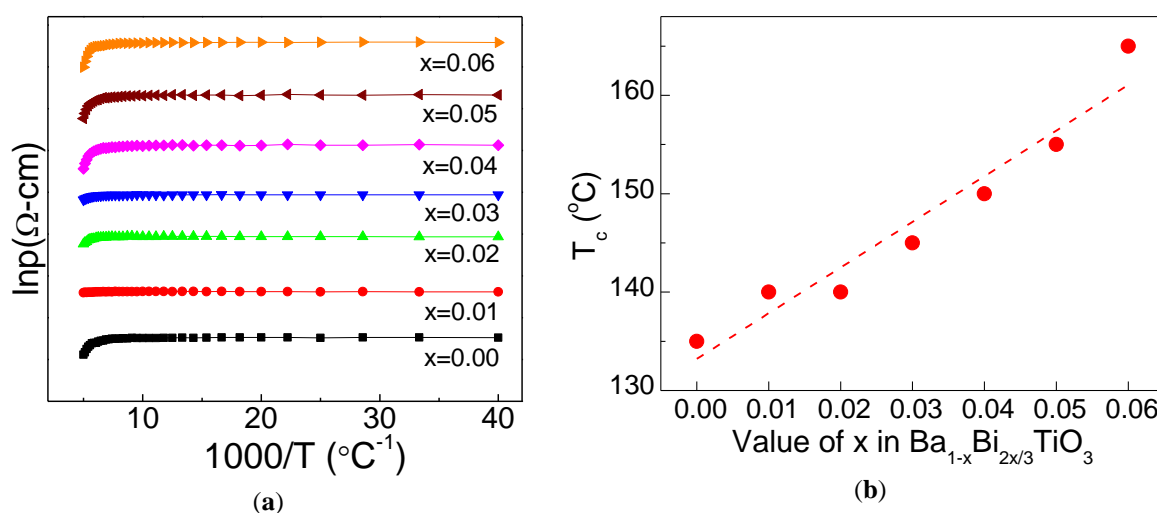 lnρ(Ω-cm)
x=0.06
x=0.05
x=0.04
x=0.03
x=0.02
x=0.01
x=0.00
10 20 30 40
1000/T (°C⁻¹)
(a)
T_c (°C)
160
150
140
130
0.00 0.01 0.02 0.03 0.04 0.05 0.06
Value of x in Ba₁₋ₓBi₂ₓ/₃TiO₃
(b)